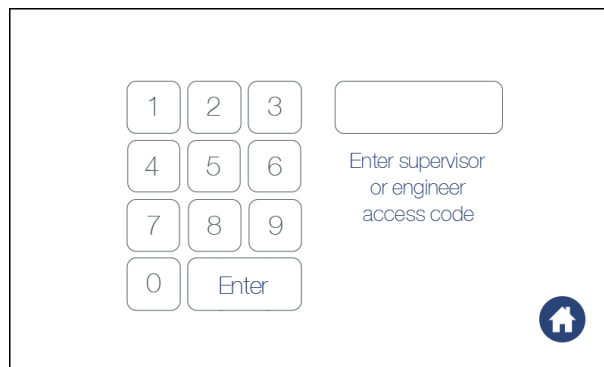 1 2 3
4 5 6
7 8 9
0 Enter
Enter supervisor
or engineer
access code